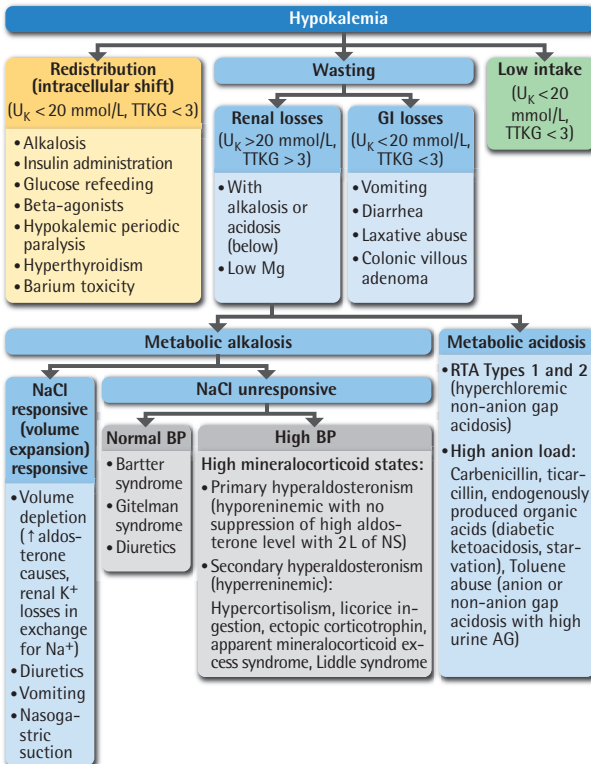 Hypokalemia
Redistribution
(intracellular shift)
(U_K <20 mmol/L, TTKG <3)
• Alkalosis
• Insulin administration
• Glucose refeeding
• Beta-agonists
• Hypokalemic periodic
paralysis
• Hyperthyroidism
• Barium toxicity
Wasting
Renal losses
(U_K >20 mmol/L,
TTKG >3)
• With
alkalosis or
acidosis
(below)
• Low Mg
GI losses
(U_K <20 mmol/L,
TTKG <3)
• Vomiting
• Diarrhea
• Laxative abuse
• Colonic villous
adenoma
Low intake
(U_K <20
mmol/L,
TTKG <3)
Metabolic alkalosis
NaCl
responsive
(volume
expansion)
responsive
• Volume
depletion
(↑aldos-
terone
causes,
renal K⁺
losses in
exchange
for Na⁺)
• Diuretics
• Vomiting
• Nasoga-
stric
suction
NaCl unresponsive
Normal BP
• Bartter
syndrome
• Gitelman
syndrome
• Diuretics
High BP
High mineralocorticoid states:
• Primary hyperaldosteronism
(hyporeninemic with no
suppression of high aldos-
terone level with 2L of NS)
• Secondary hyperaldosteronism
(hyperreninemic):
Hypercortisolism, licorice in-
gestion, ectopic corticotrophin,
apparent mineralocorticoid ex-
cess syndrome, Liddle syndrome
Metabolic acidosis
• RTA Types 1 and 2
(hyperchloremic
non-anion gap
acidosis)
• High anion load:
Carbenicillin, ticar-
cillin, endogenously
produced organic
acids (diabetic
ketoacidosis, star-
vation), Toluene
abuse (anion or
non-anion gap
acidosis with high
urine AG)